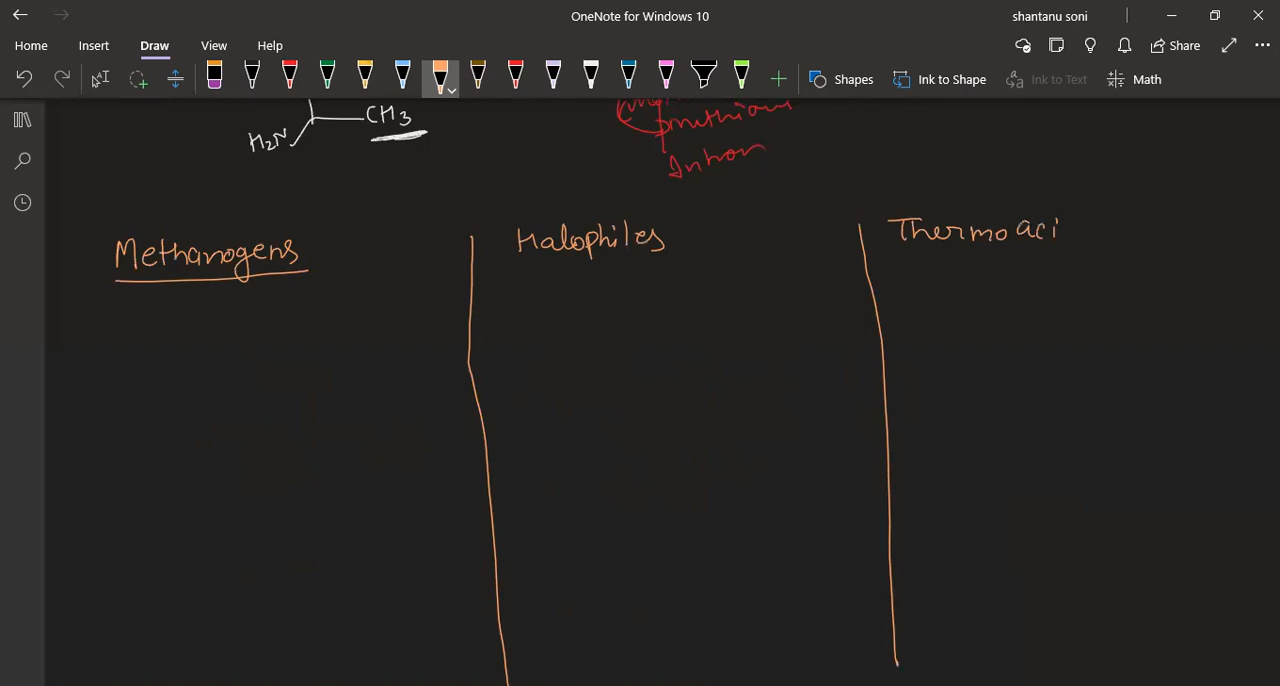 OneNote for Windows 10
shantanu soni
Home Insert Draw View Help
Share
Shapes Ink to Shape Ink to Text Math
CH3
H2N
Intron
Methanogens
Halophiles
Thermoaci